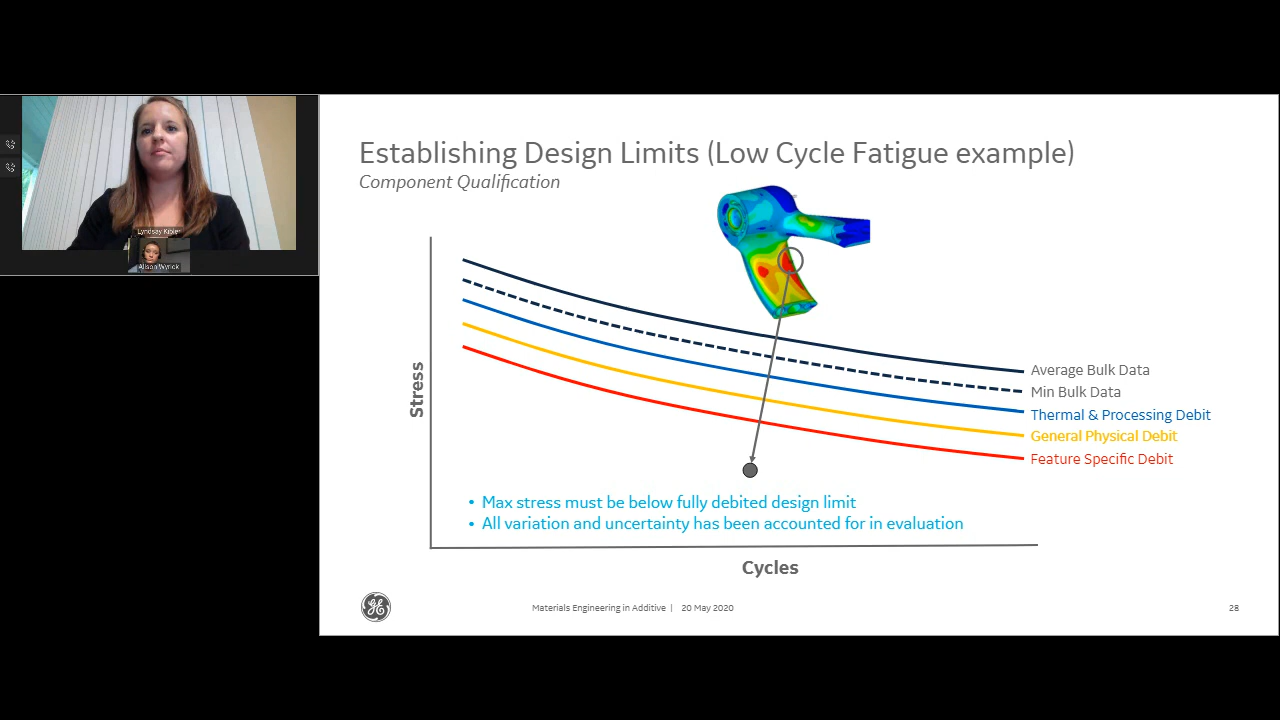 Lyndsay Kipler
Alison Wyrick
Establishing Design Limits (Low Cycle Fatigue example)
Component Qualification
Stress
Average Bulk Data
Min Bulk Data
Thermal & Processing Debit
General Physical Debit
Feature Specific Debit
• Max stress must be below fully debited design limit
• All variation and uncertainty has been accounted for in evaluation
Cycles
Materials Engineering in Additive | 20 May 2020
28